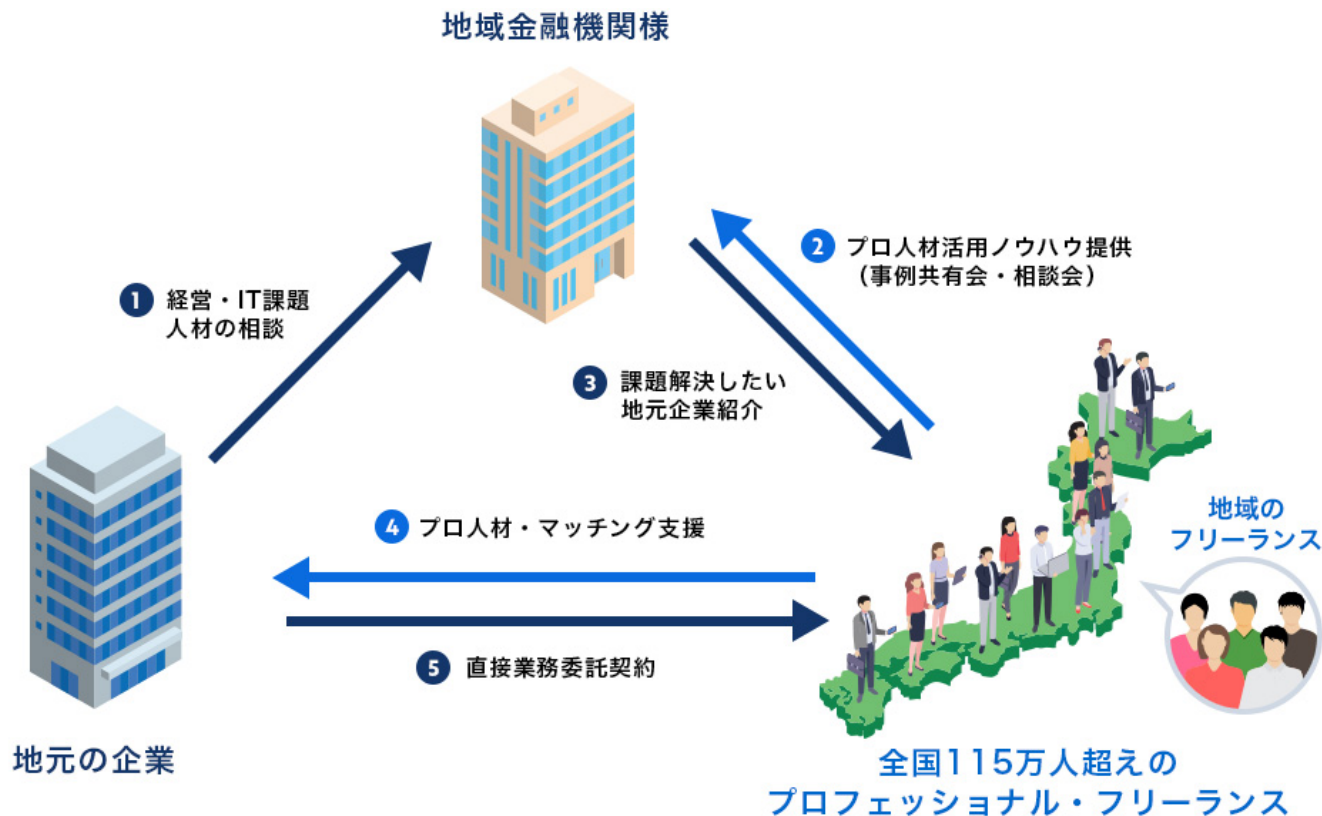 地域金融機関様
1 経営・IT課題
人材の相談
2 プロ人材活用ノウハウ提供
（事例共有会・相談会）
3 課題解決したい
地元企業紹介
4 プロ人材・マッチング支援
5 直接業務委託契約
地域の
フリーランス
地元の企業
全国115万人超えの
プロフェッショナル・フリーランス